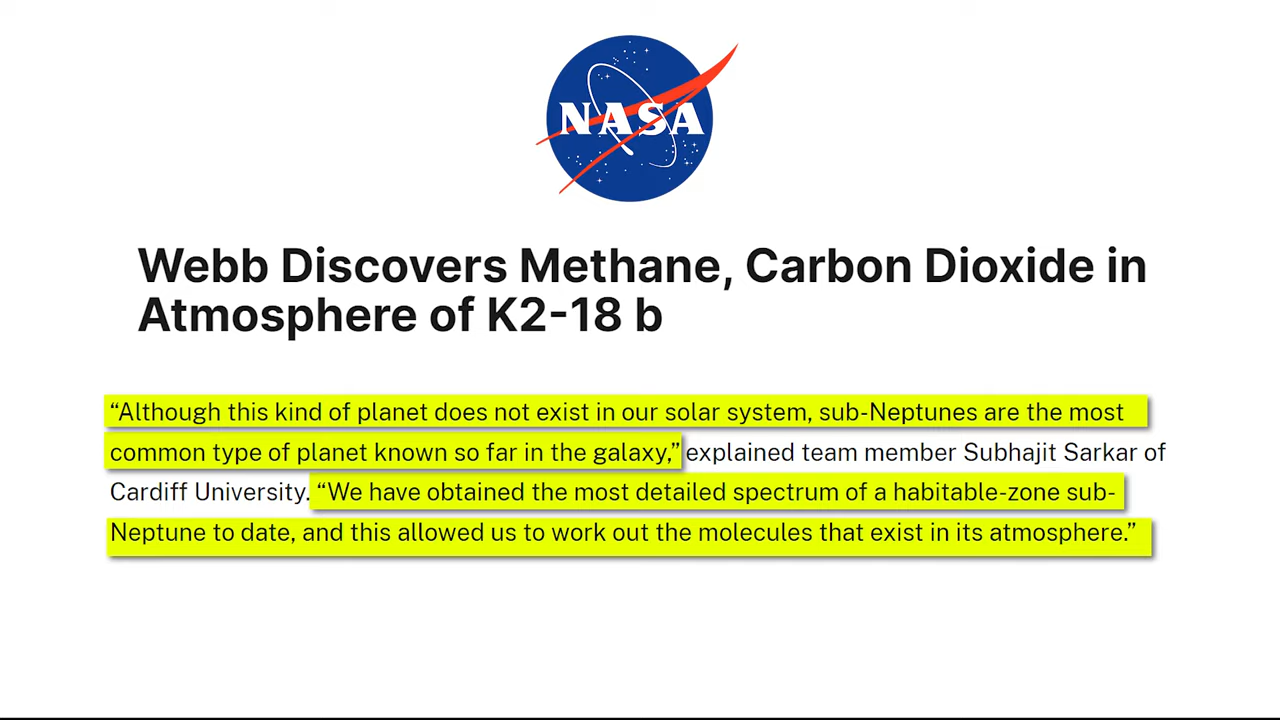 NASA
Webb Discovers Methane, Carbon Dioxide in
Atmosphere of K2-18 b
“Although this kind of planet does not exist in our solar system, sub-Neptunes are the most
common type of planet known so far in the galaxy,” explained team member Subhajit Sarkar of
Cardiff University. “We have obtained the most detailed spectrum of a habitable-zone sub-
Neptune to date, and this allowed us to work out the molecules that exist in its atmosphere.”